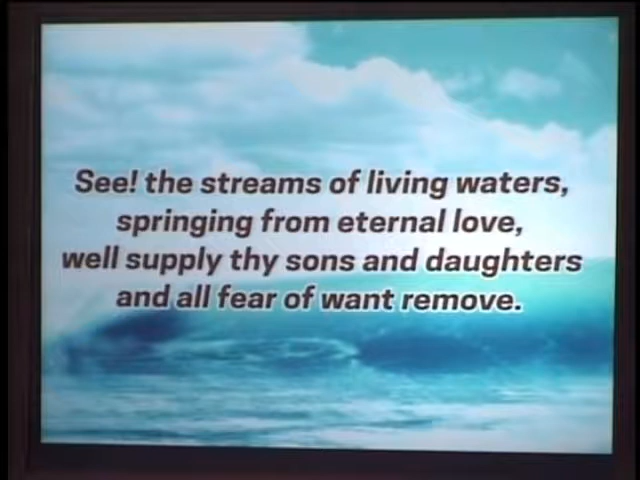 See! the streams of living waters,
springing from eternal love,
well supply thy sons and daughters
and all fear of want remove.